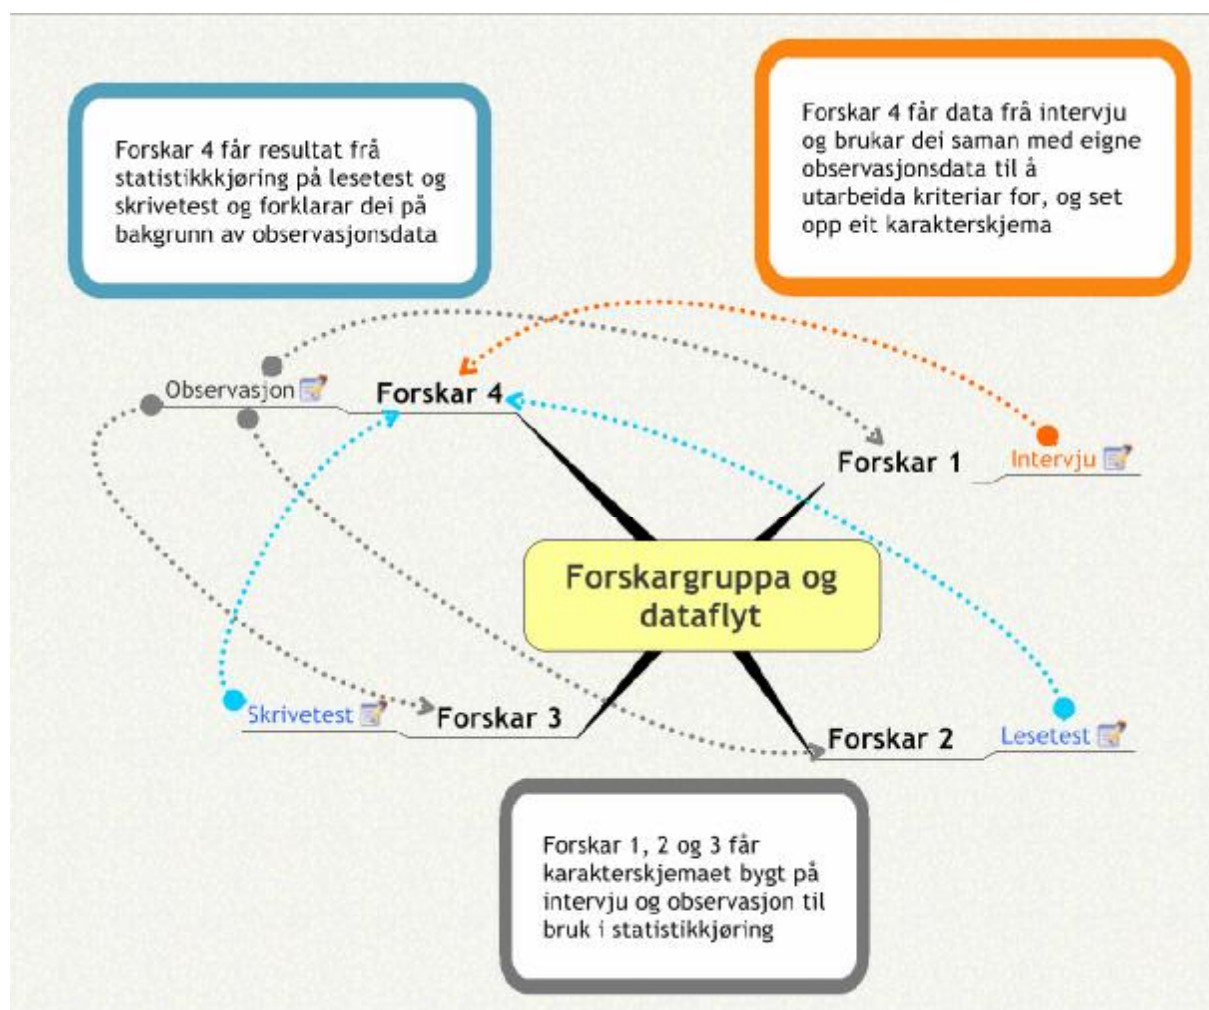 Forskar 4 får resultat frå
statistikkkjøring på lesetest og
skrivetest og forklarar dei på
bakgrunn av observasjonsdata
Forskar 4 får data frå intervju
og brukar dei saman med eigne
observasjonsdata til å
utarbeida kriteriar for, og set
opp eit karakterskjema
Observasjon
Forskar 4
Forskar 1
Intervju
Forskargruppa og
dataflyt
Skrivetest
Forskar 3
Forskar 2
Lesetest
Forskar 1, 2 og 3 får
karakterskjemaet bygt på
intervju og observasjon til
bruk i statistikkjøring